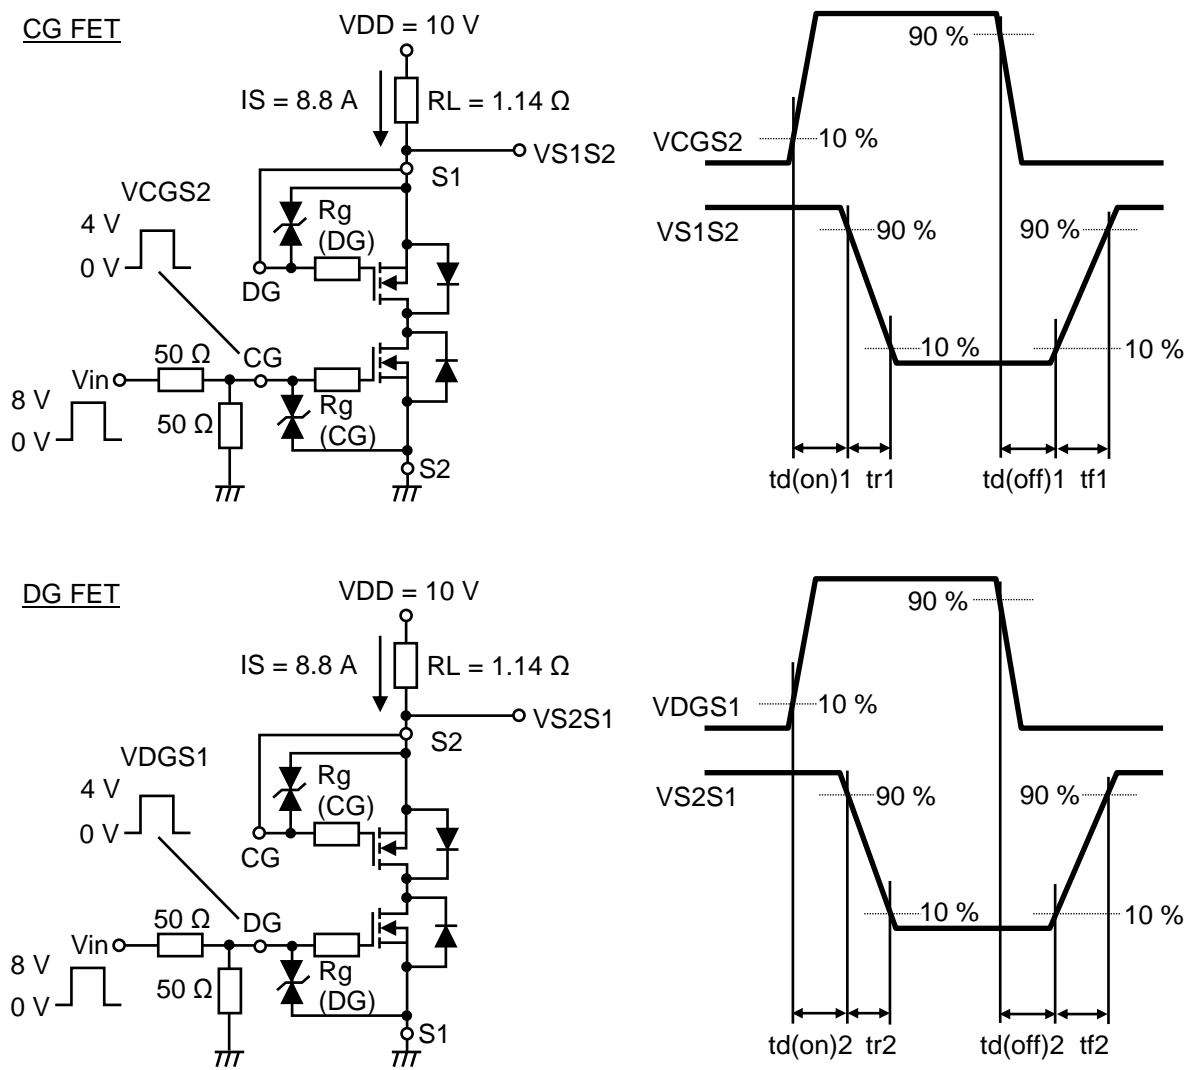 CG FET
VDD = 10 V
IS = 8.8 A
RL = 1.14 Ω
VS1S2
S1
VCGS2
4 V
0 V
Rg
(DG)
DG
50 Ω
CG
Vin
8 V
0 V
50 Ω
Rg
(CG)
S2
90 %
VCGS2
10 %
VS1S2
90 %
90 %
10 %
10 %
td(on)1
tr1
td(off)1
tf1
DG FET
VDD = 10 V
IS = 8.8 A
RL = 1.14 Ω
VS2S1
S2
VDGS1
4 V
0 V
Rg
(CG)
CG
50 Ω
DG
Vin
8 V
0 V
50 Ω
Rg
(DG)
S1
90 %
VDGS1
10 %
VS2S1
90 %
90 %
10 %
10 %
td(on)2
tr2
td(off)2
tf2